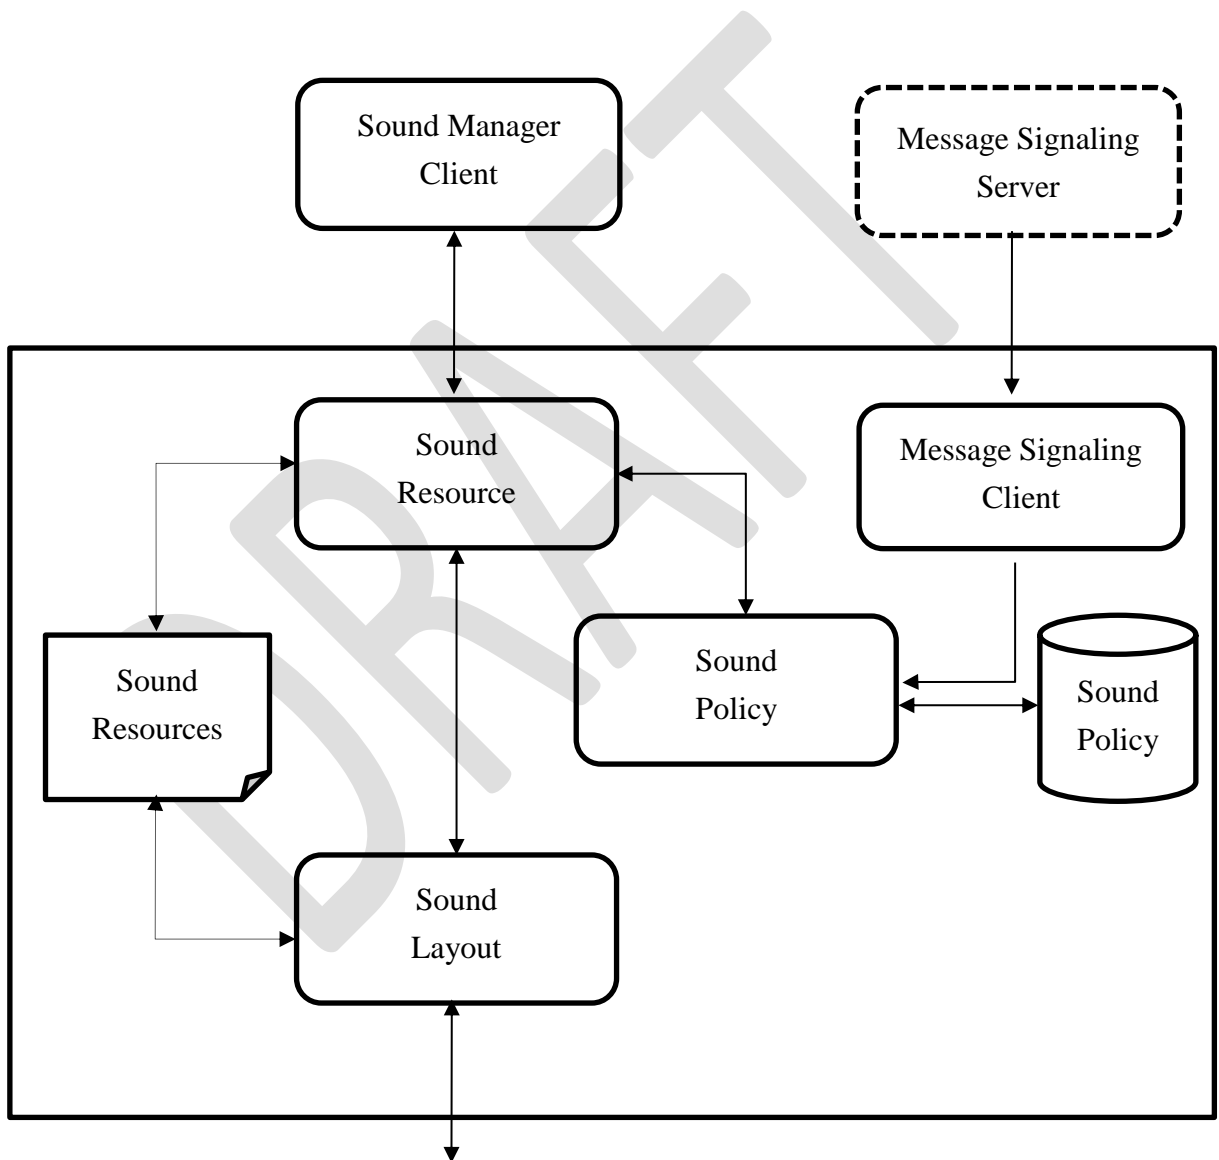 Sound Manager
Client
Message Signaling
Server
Sound
Resource
Message Signaling
Client
Sound
Resources
Sound
Policy
Sound
Policy
Sound
Layout
DRAFT